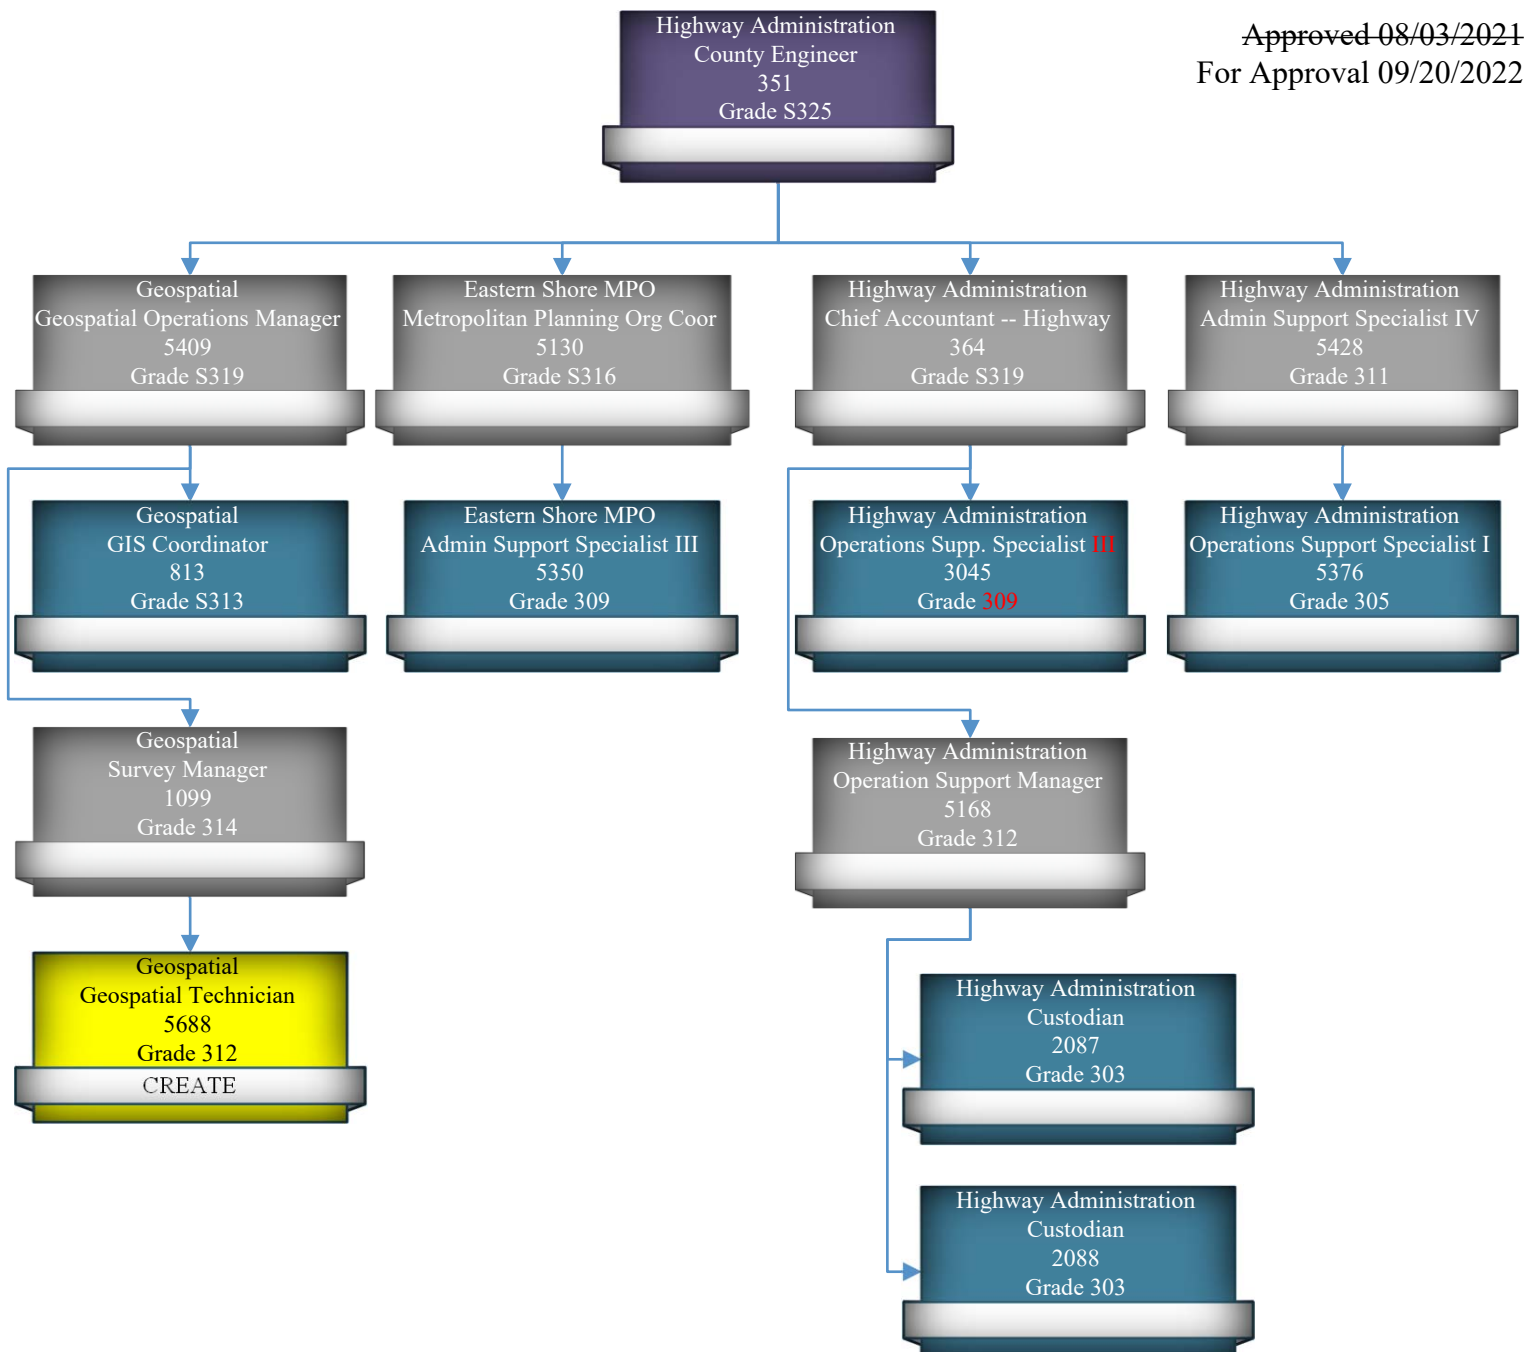 Approved 08/03/2021
For Approval 09/20/2022
Highway Administration
County Engineer
351
Grade S325
Geospatial
Geospatial Operations Manager
5409
Grade S319
Eastern Shore MPO
Metropolitan Planning Org Coor
5130
Grade S316
Highway Administration
Chief Accountant -- Highway
364
Grade S319
Highway Administration
Admin Support Specialist IV
5428
Grade 311
Geospatial
GIS Coordinator
813
Grade S313
Eastern Shore MPO
Admin Support Specialist III
5350
Grade 309
Highway Administration
Operations Supp. Specialist III
3045
Grade 309
Highway Administration
Operations Support Specialist I
5376
Grade 305
Geospatial
Survey Manager
1099
Grade 314
Highway Administration
Operation Support Manager
5168
Grade 312
Geospatial
Geospatial Technician
5688
Grade 312
CREATE
Highway Administration
Custodian
2087
Grade 303
Highway Administration
Custodian
2088
Grade 303